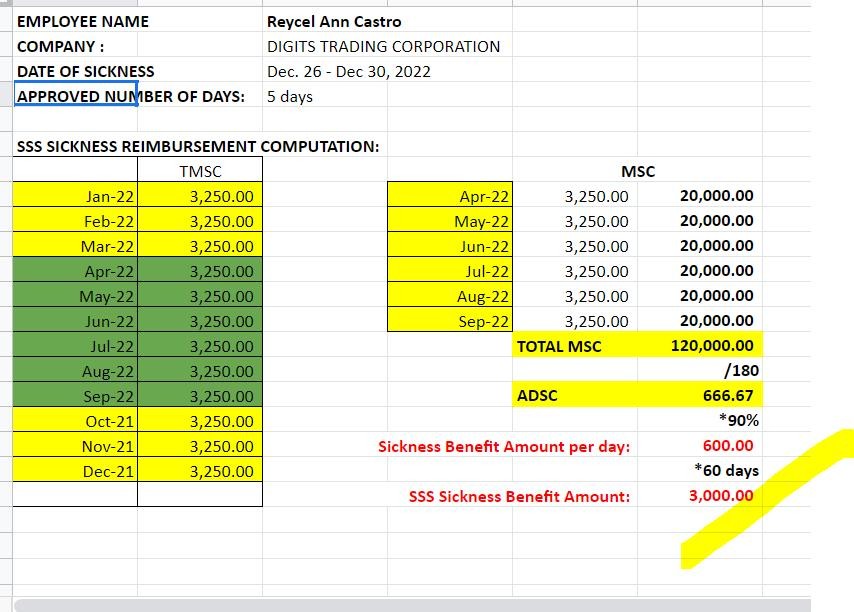 EMPLOYEE NAME Reycel Ann Castro
COMPANY : DIGITS TRADING CORPORATION
DATE OF SICKNESS Dec. 26 - Dec 30, 2022
APPROVED NUMBER OF DAYS: 5 days
SSS SICKNESS REIMBURSEMENT COMPUTATION:
TMSC MSC
Jan-22 3,250.00 Apr-22 3,250.00 20,000.00
Feb-22 3,250.00 May-22 3,250.00 20,000.00
Mar-22 3,250.00 Jun-22 3,250.00 20,000.00
Apr-22 3,250.00 Jul-22 3,250.00 20,000.00
May-22 3,250.00 Aug-22 3,250.00 20,000.00
Jun-22 3,250.00 Sep-22 3,250.00 20,000.00
Jul-22 3,250.00 TOTAL MSC 120,000.00
Aug-22 3,250.00 /180
Sep-22 3,250.00 ADSC 666.67
Oct-21 3,250.00 *90%
Nov-21 3,250.00 Sickness Benefit Amount per day: 600.00
Dec-21 3,250.00 *60 days
SSS Sickness Benefit Amount: 3,000.00